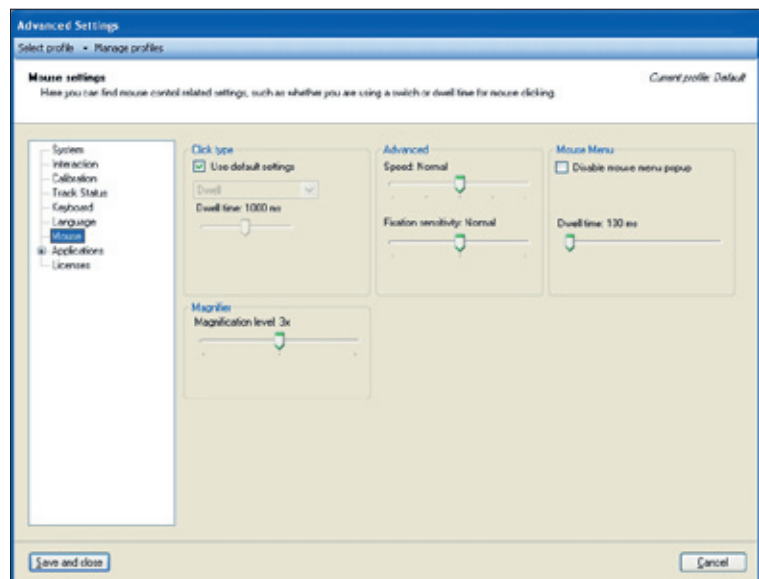 Advanced Settings
Select profile • Manage profiles
Mouse settings
Current profile: Default
Here you can find mouse control related settings, such as whether you are using a switch or dwell time for mouse clicking.
System
Interaction
Calibration
Track Status
Keyboard
Language
Mouse
Applications
Licenses
Click type
Use default settings
Dwell
Dwell time: 1000 ms
Advanced
Speed: Normal
Fixation sensitivity: Normal
Mouse Menu
Disable mouse menu popup
Dwell time: 130 ms
Magnifier
Magnification level: 3x
Save and close
Cancel